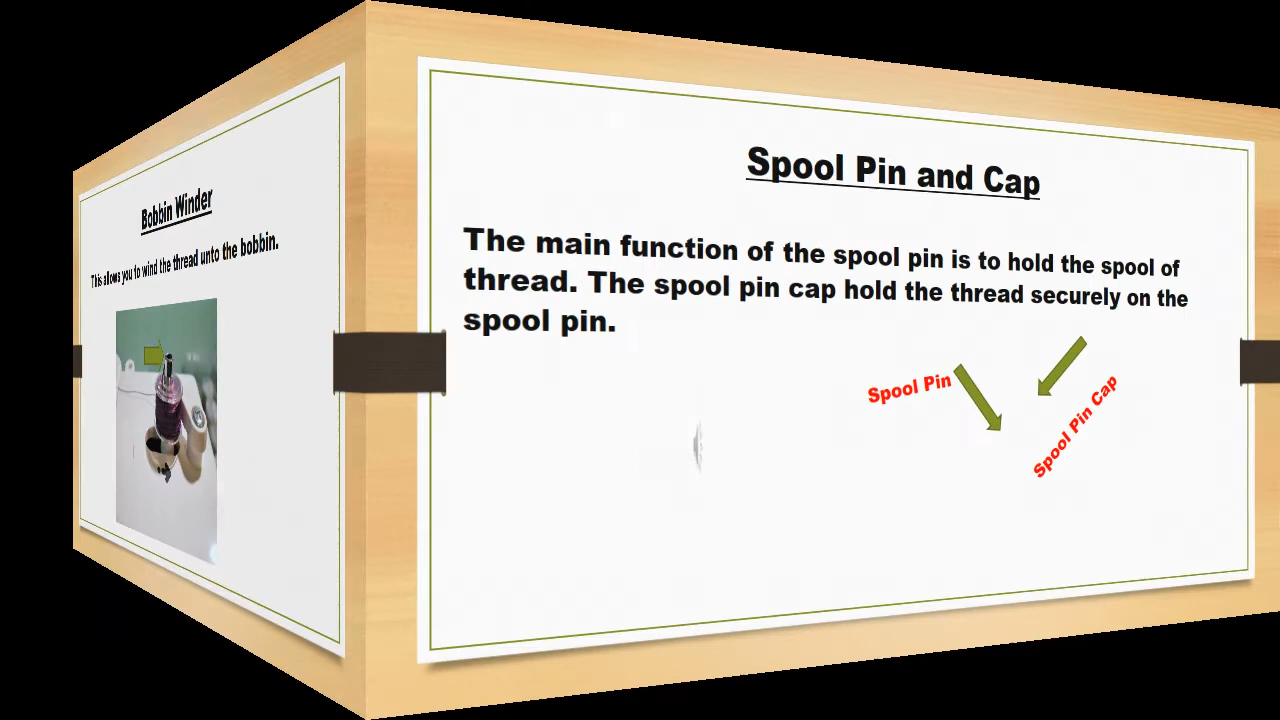 Bobbin Winder
This allows you to wind the thread unto the bobbin.
Spool Pin and Cap
The main function of the spool pin is to hold the spool of
thread. The spool pin cap hold the thread securely on the
spool pin.
Spool Pin
Spool Pin Cap